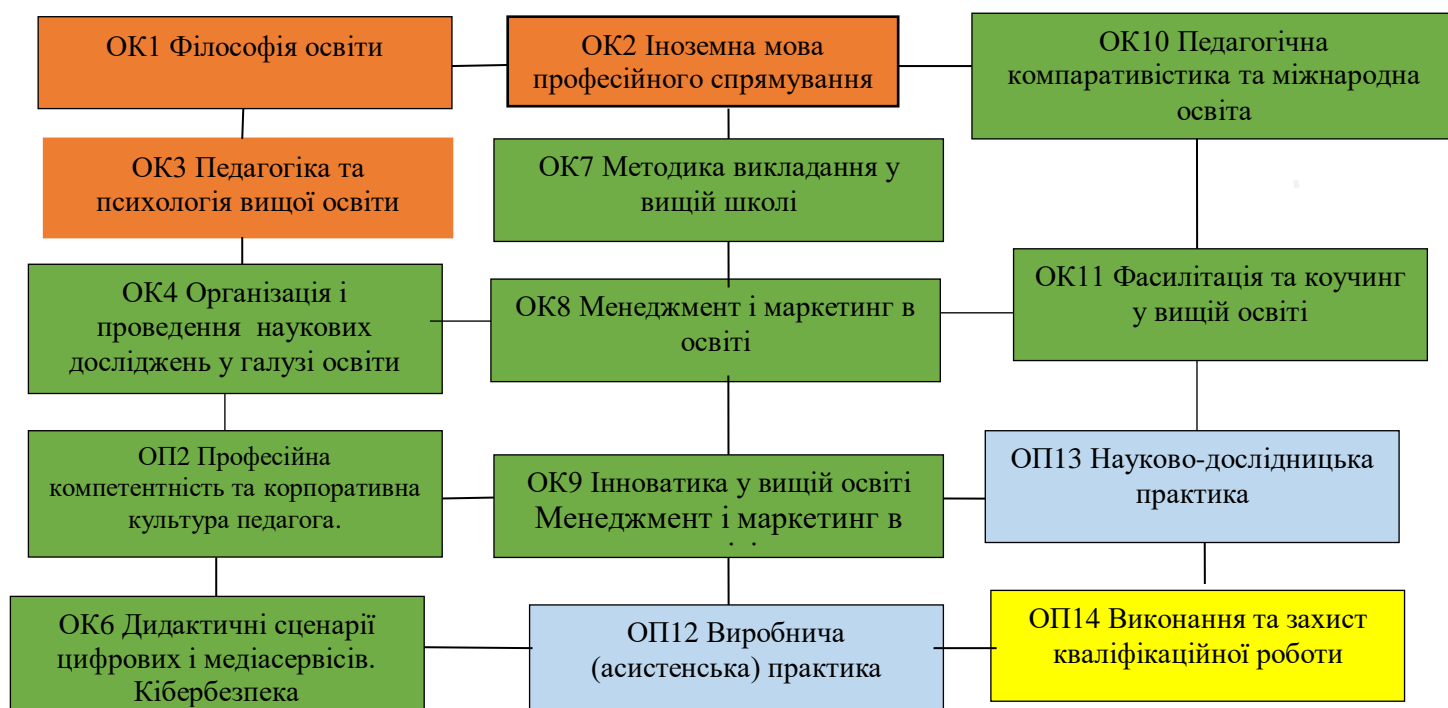 ОК1 Філософія освіти
ОК2 Іноземна мова
професійного спрямування
ОК10 Педагогічна
компаративістика та міжнародна
освіта
ОК3 Педагогіка та
психологія вищої освіти
ОК7 Методика викладання у
вищій школі
ОК4 Організація і
проведення наукових
досліджень у галузі освіти
ОК8 Менеджмент і маркетинг в
освіті
ОК11 Фасилітація та коучинг
у вищій освіті
ОП2 Професійна
компетентність та корпоративна
культура педагога.
ОК9 Інноватика у вищій освіті
Менеджмент і маркетинг в
ОП13 Науково-дослідницька
практика
ОК6 Дидактичні сценарії
цифрових і медіасервісів.
Кібербезпека
ОП12 Виробнича
(асистенська) практика
ОП14 Виконання та захист
кваліфікаційної роботи